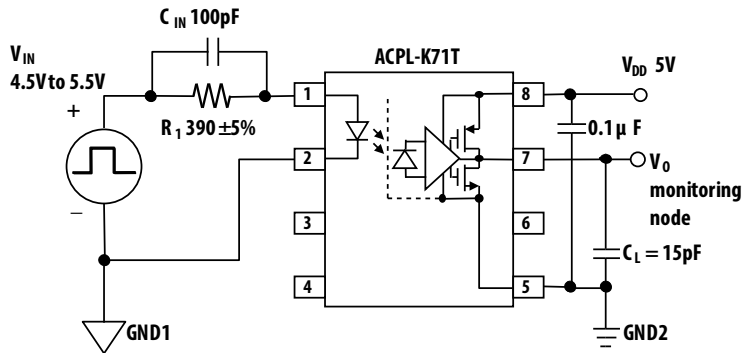 C IN 100pF
V IN
4.5V to 5.5V
+
R 1 390 ±5%
−
GND1
ACPL-K71T
1
2
3
4
8
7
6
5
V DD 5V
0.1µ F
V O
monitoring
node
C L = 15pF
GND2